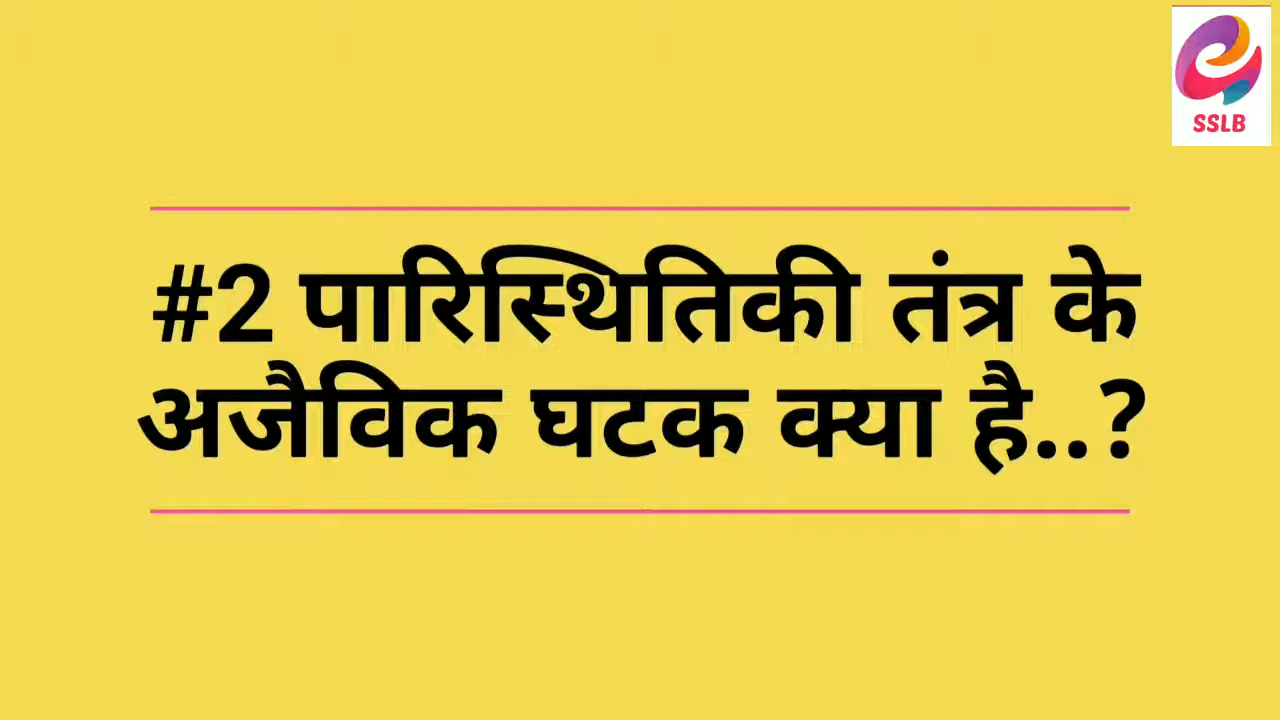 SSLB
#2 पारिस्थितिकी तंत्र के
अजैविक घटक क्या है..?